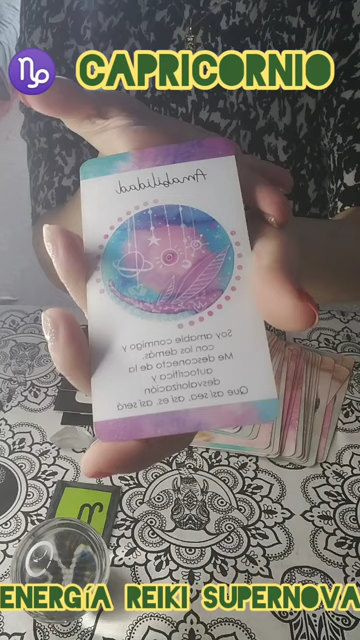 ♑ CAPRICORNIO
Amabilidad
Soy amable conmigo y
con los demás.
Me desconecto de la
autocrítica y
desvalorización
Que así sea, así es, así será
ENERGÍA REIKI SUPERNOVA